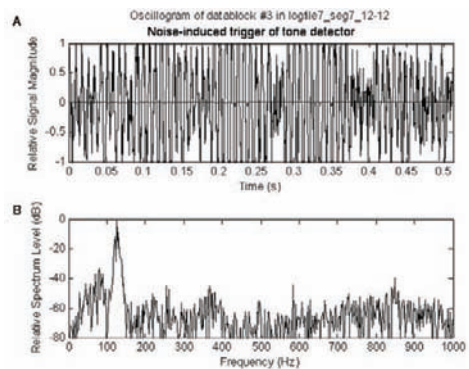 Oscillogram of datablock #3 in logfile7_seg7_12-12
A
Noise-induced trigger of tone detector
Relative Signal Magnitude
1
0.5
0
-0.5
-1
0 0.05 0.1 0.15 0.2 0.25 0.3 0.35 0.4 0.45 0.5
Time (s)
B
Relative Spectrum Level (dB)
0
-20
-40
-60
-80
0 100 200 300 400 500 600 700 800 900 1000
Frequency (Hz)